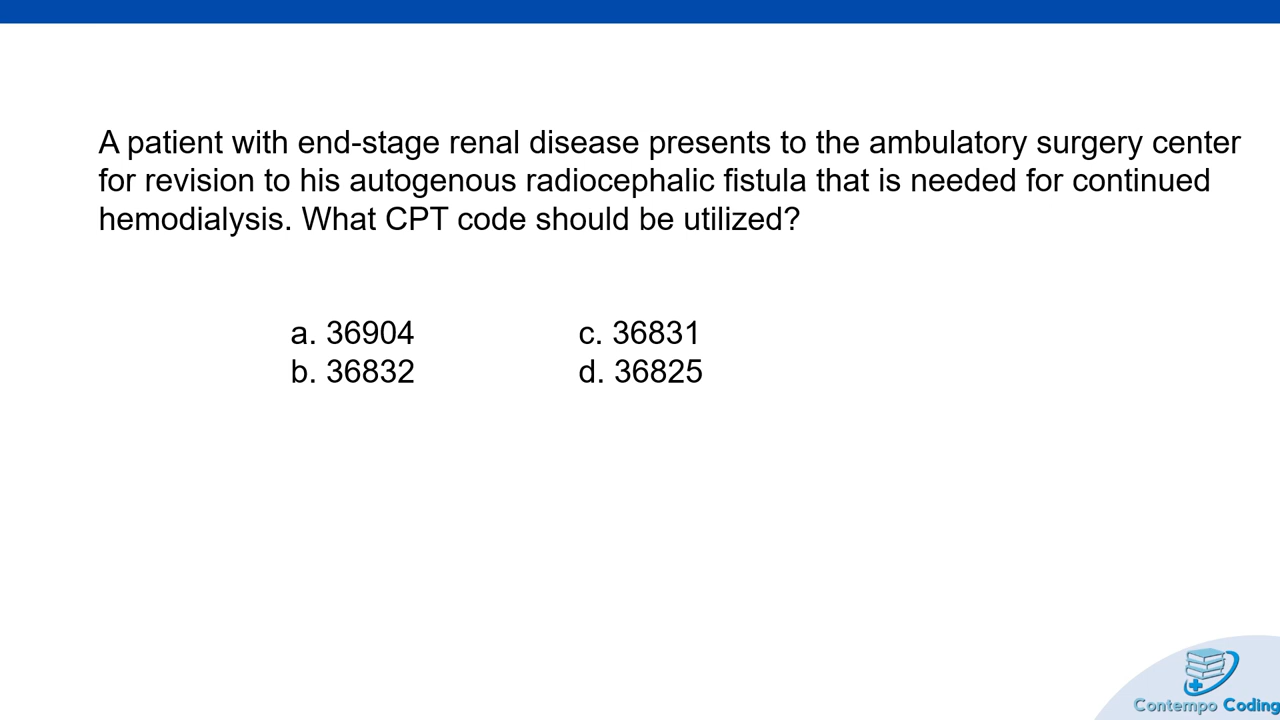 A patient with end-stage renal disease presents to the ambulatory surgery center
for revision to his autogenous radiocephalic fistula that is needed for continued
hemodialysis. What CPT code should be utilized?
a. 36904 c. 36831
b. 36832 d. 36825
Contempo Coding